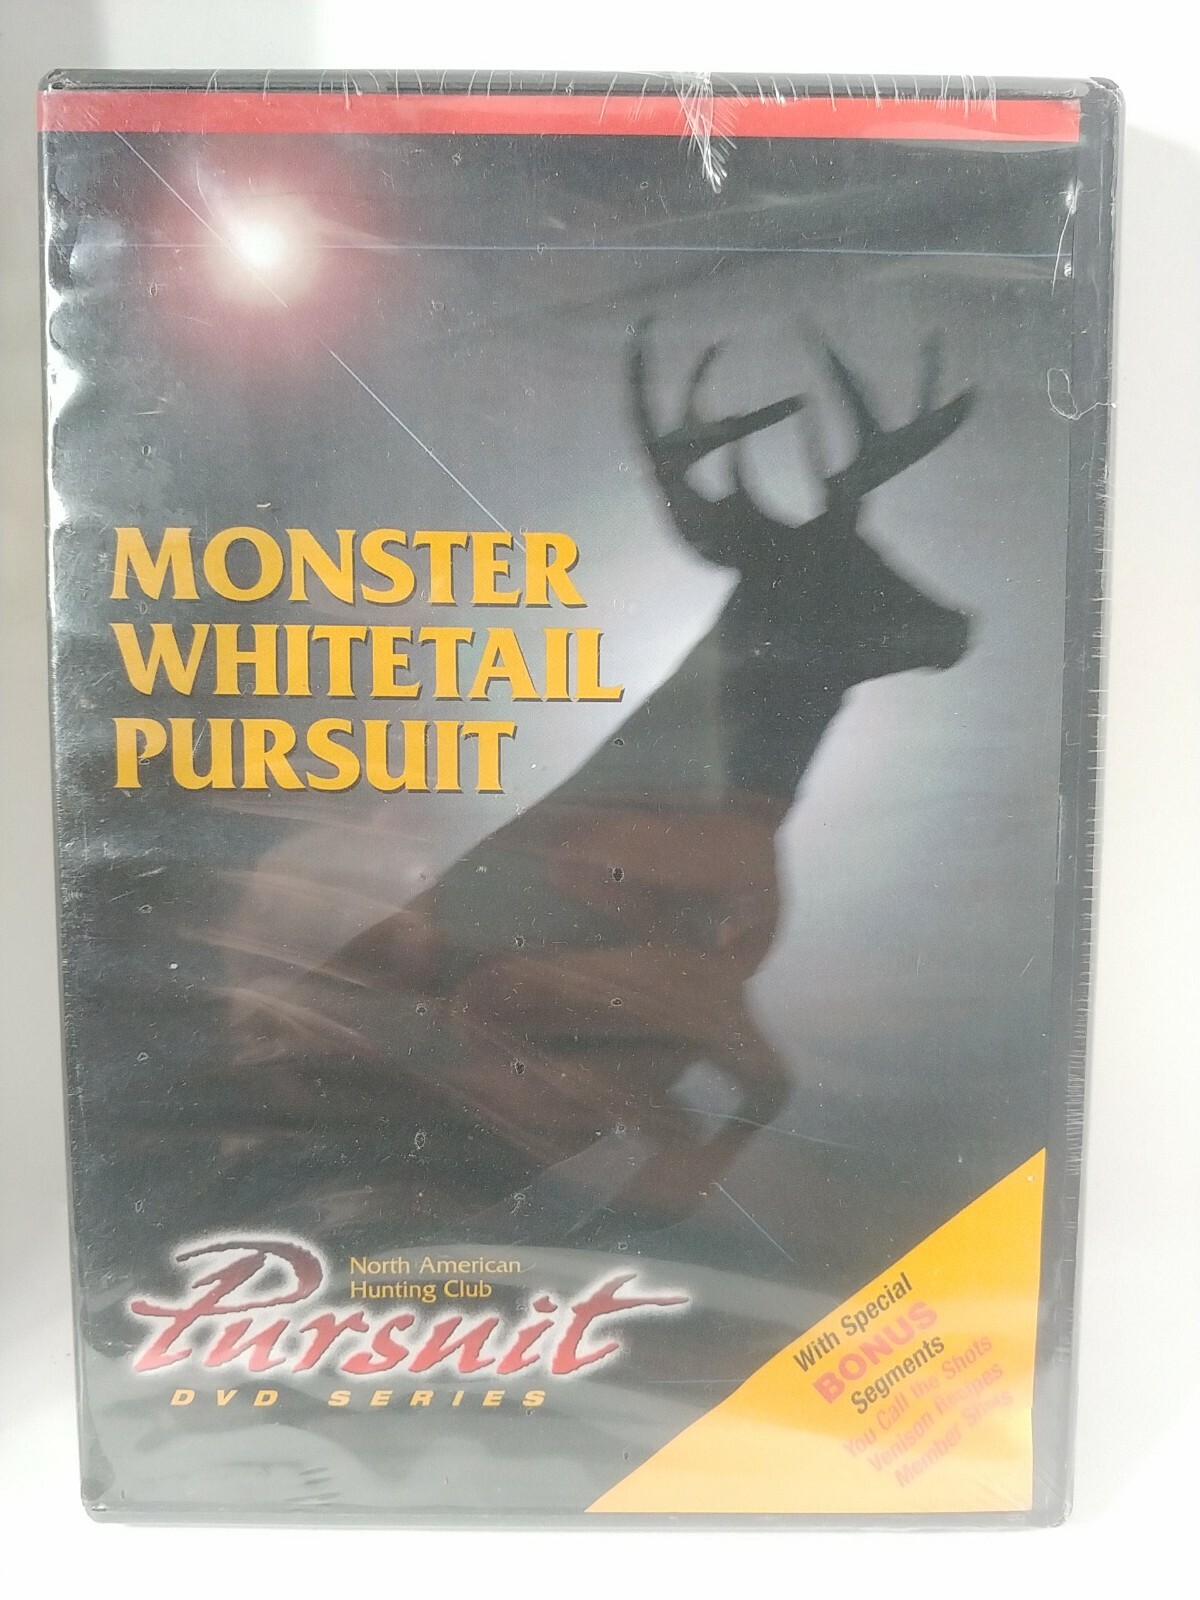 MONSTER
WHITETAIL
PURSUIT
North American
Hunting Club
Pursuit
DVD SERIES
With Special
BONUS
Segments
You Call the Shots
Venison Recipes
Member Shots